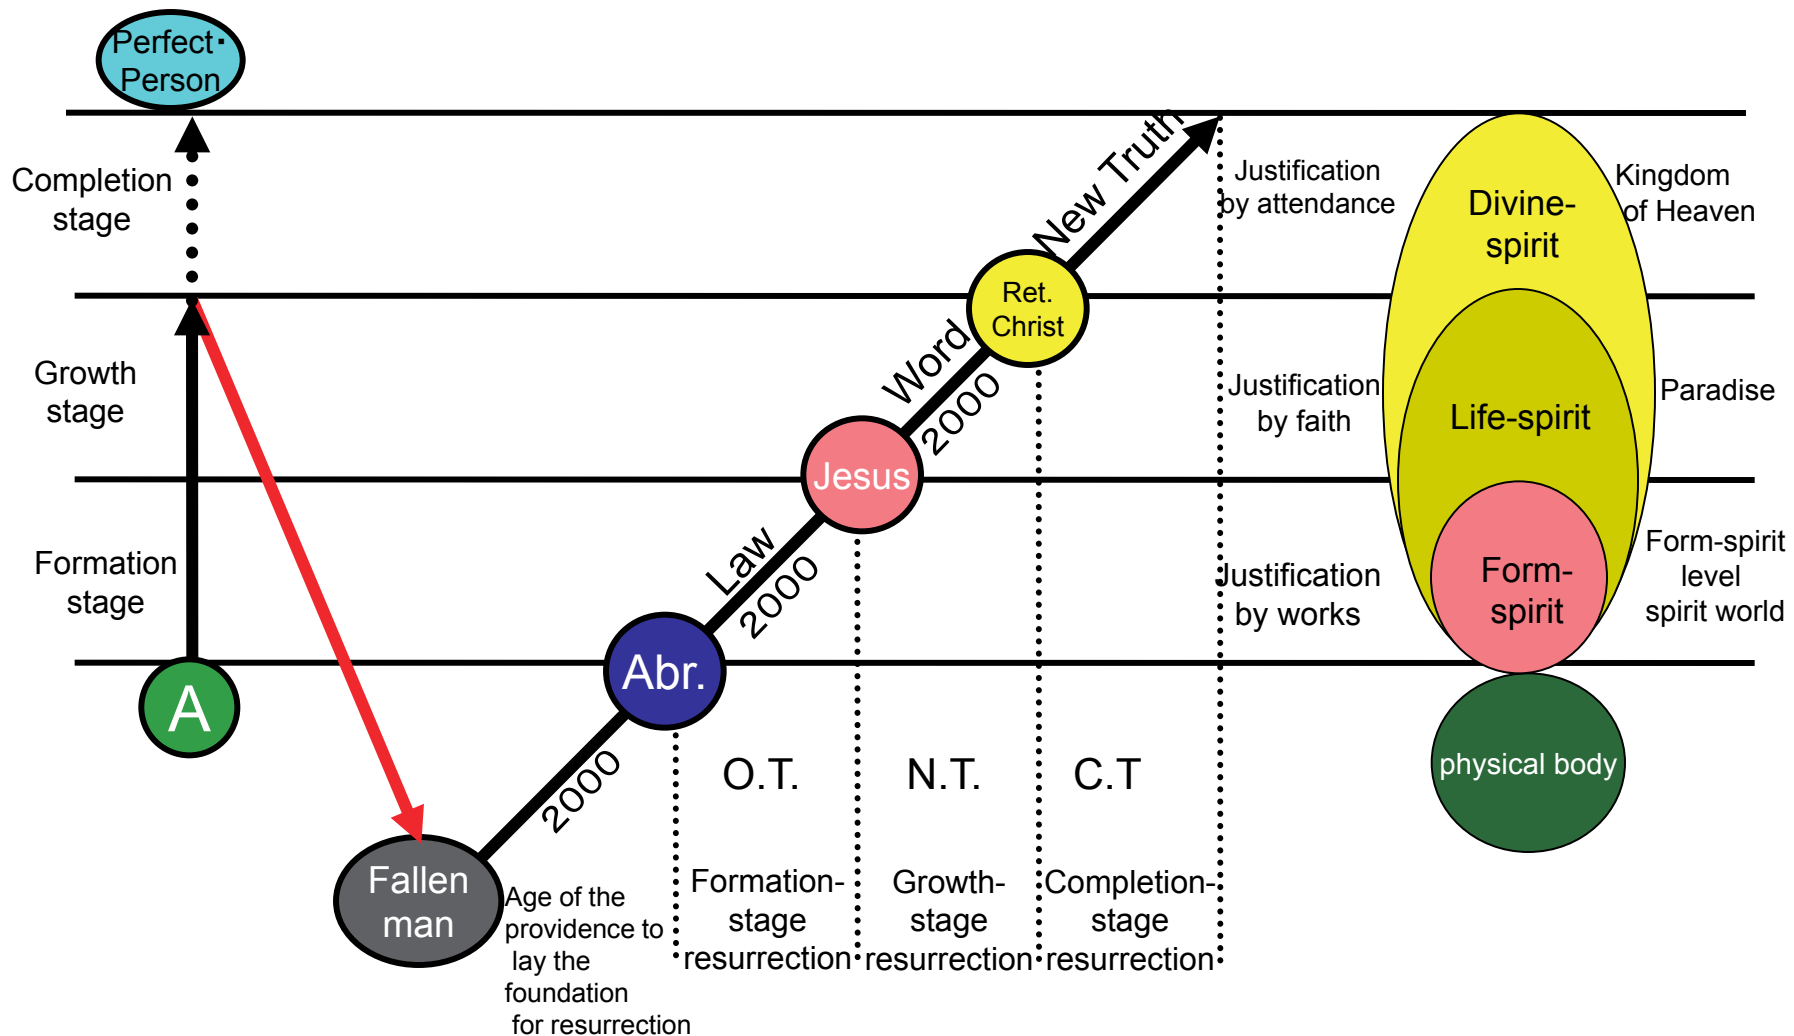 Perfect·
Person
Completion
stage
Growth
stage
Formation
stage
A
Fallen
man
2000
Age of the
providence to
lay the
foundation
for resurrection
Abr.
Law
2000
Jesus
Word
2000
Ret.
Christ
New Truth
O.T.
N.T.
C.T
Formation-
stage
resurrection
Growth-
stage
resurrection
Completion-
stage
resurrection
Justification
by attendance
Justification
by faith
Justification
by works
Divine-
spirit
Life-spirit
Form-
spirit
physical body
Kingdom
of Heaven
Paradise
Form-spirit
level
spirit world